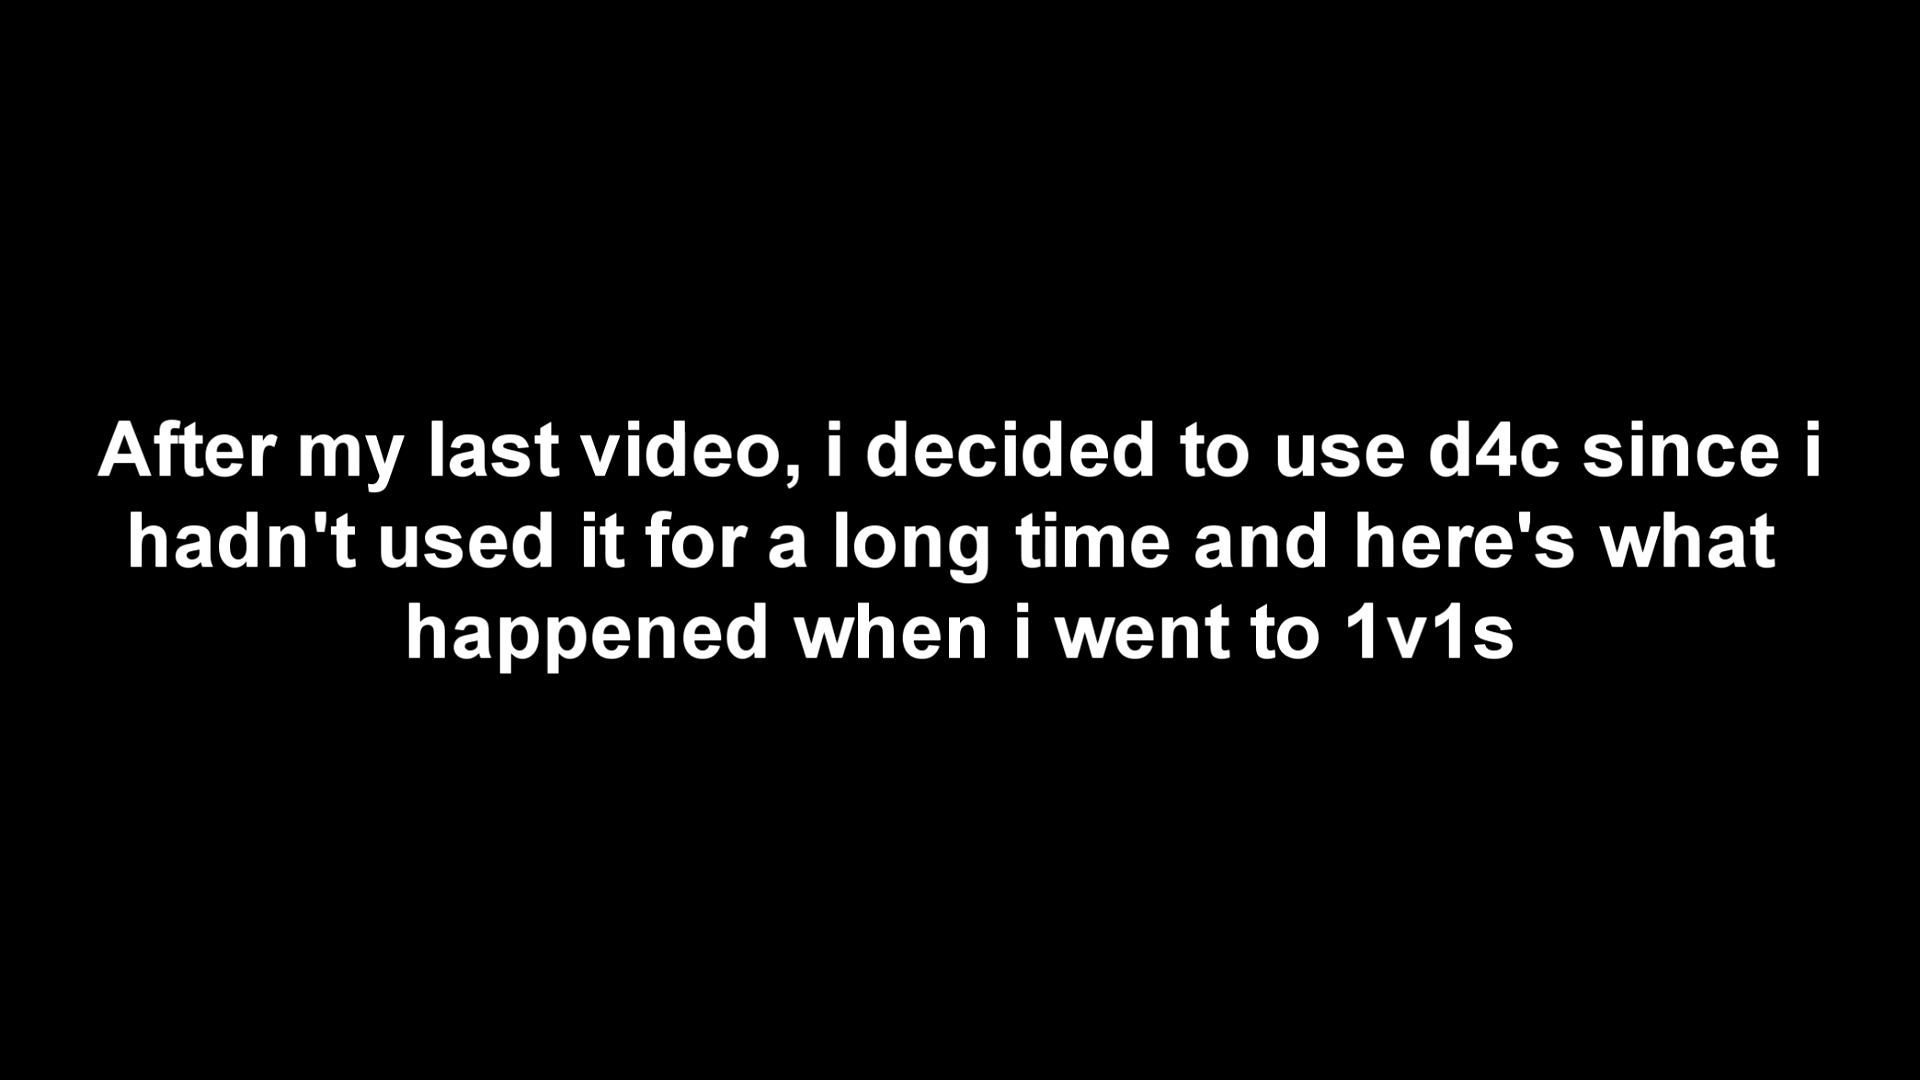 After my last video, i decided to use d4c since i
hadn't used it for a long time and here's what
happened when i went to 1v1s